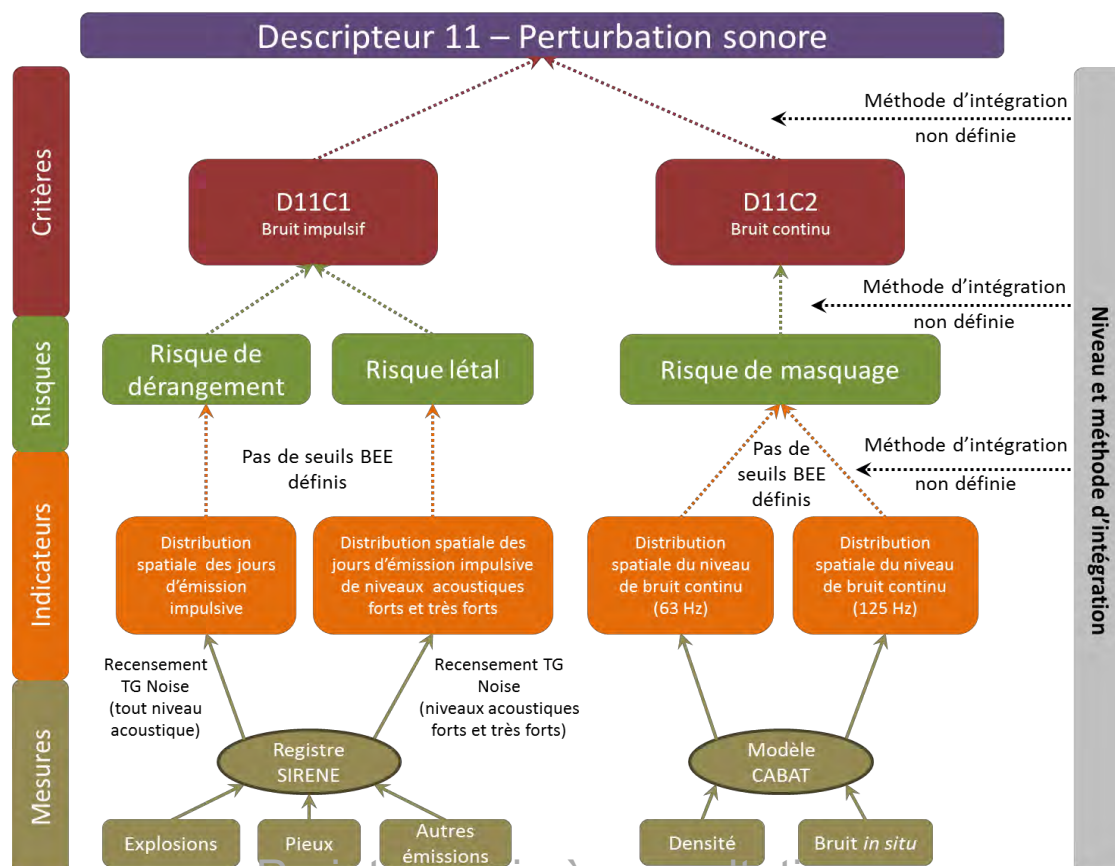 Descripteur 11 – Perturbation sonore
Critères
Méthode d'intégration
non définie
D11C1
Bruit impulsif
D11C2
Bruit continu
Méthode d'intégration
non définie
Risques
Risque de
dérangement
Risque létal
Risque de masquage
Niveau et méthode d'intégration
Indicateurs
Pas de seuils BEE
définis
Pas de
seuils BEE
définis
Méthode d'intégration
non définie
Distribution
spatiale des jours
d'émission
impulsive
Distribution spatiale des
jours d'émission impulsive
de niveaux acoustiques
forts et très forts
Distribution
spatiale du niveau
de bruit continu
(63 Hz)
Distribution
spatiale du niveau
de bruit continu
(125 Hz)
Mesures
Recensement
TG Noise
(tout niveau
acoustique)
Recensement TG
Noise
(niveaux acoustiques
forts et très forts)
Registre
SIRENE
Modèle
CABAT
Explosions
Pieux
Autres
émissions
Densité
Bruit in situ